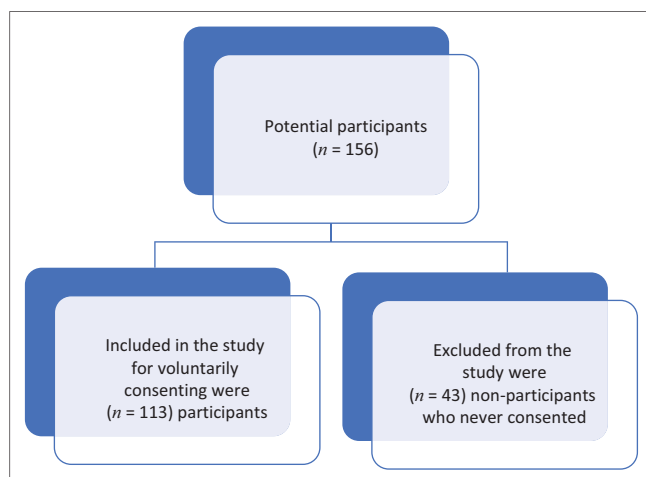 Potential participants
(n = 156)
Included in the study
for voluntarily
consenting were
(n = 113) participants
Excluded from the
study were
(n = 43) non-participants
who never consented